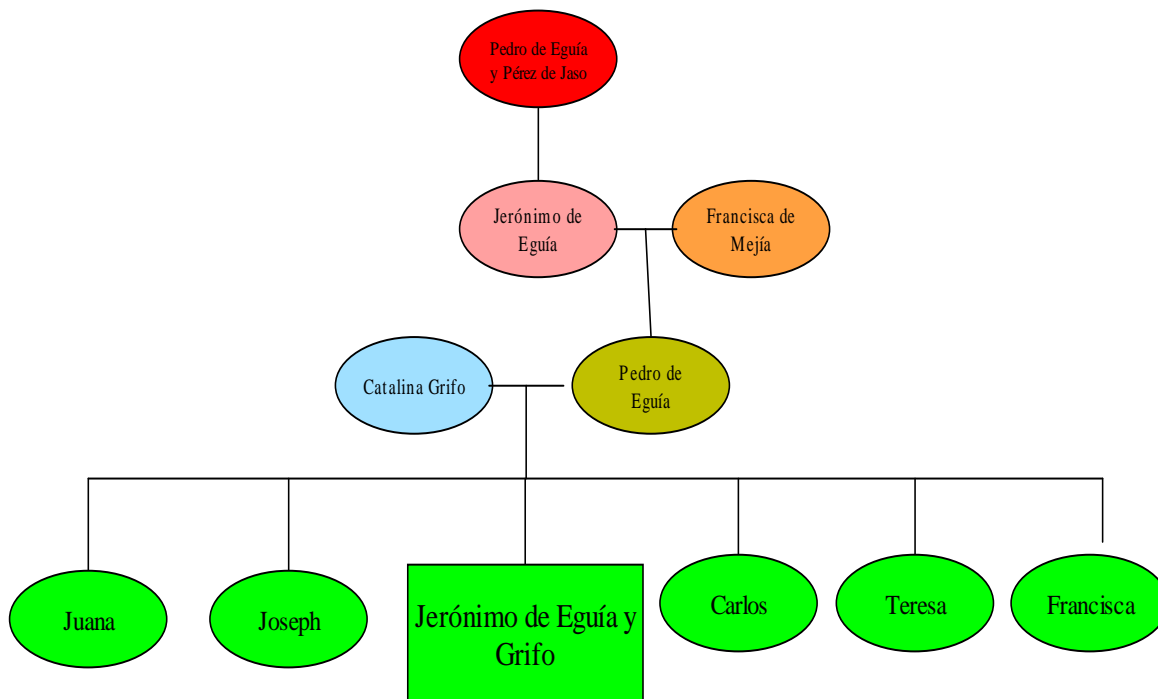 Pedro de Eguía
y Pérez de Jaso
Jerónimo de
Eguía
Francisca de
Mejía
Catalina Grifo
Pedro de
Eguía
Juana
Joseph
Jerónimo de Eguía y
Grifo
Carlos
Teresa
Francisca